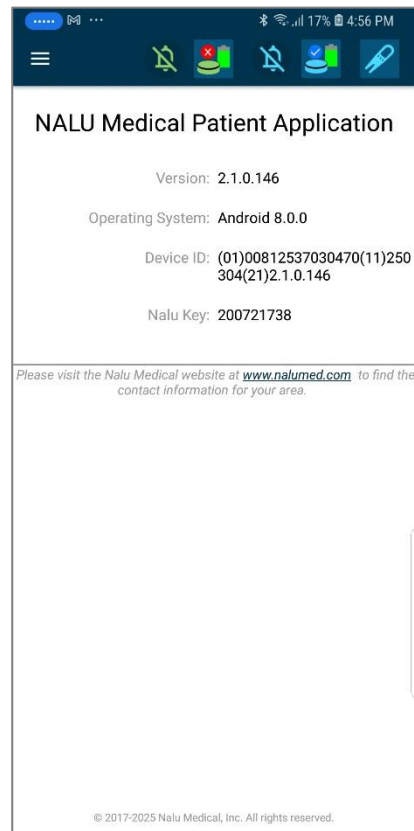 17% 4:56 PM
NALU Medical Patient Application
Version: 2.1.0.146
Operating System: Android 8.0.0
Device ID: (01)00812537030470(11)250
304(21)2.1.0.146
Nalu Key: 200721738
Please visit the Nalu Medical website at www.nalumed.com to find the
contact information for your area.
© 2017-2025 Nalu Medical, Inc. All rights reserved.